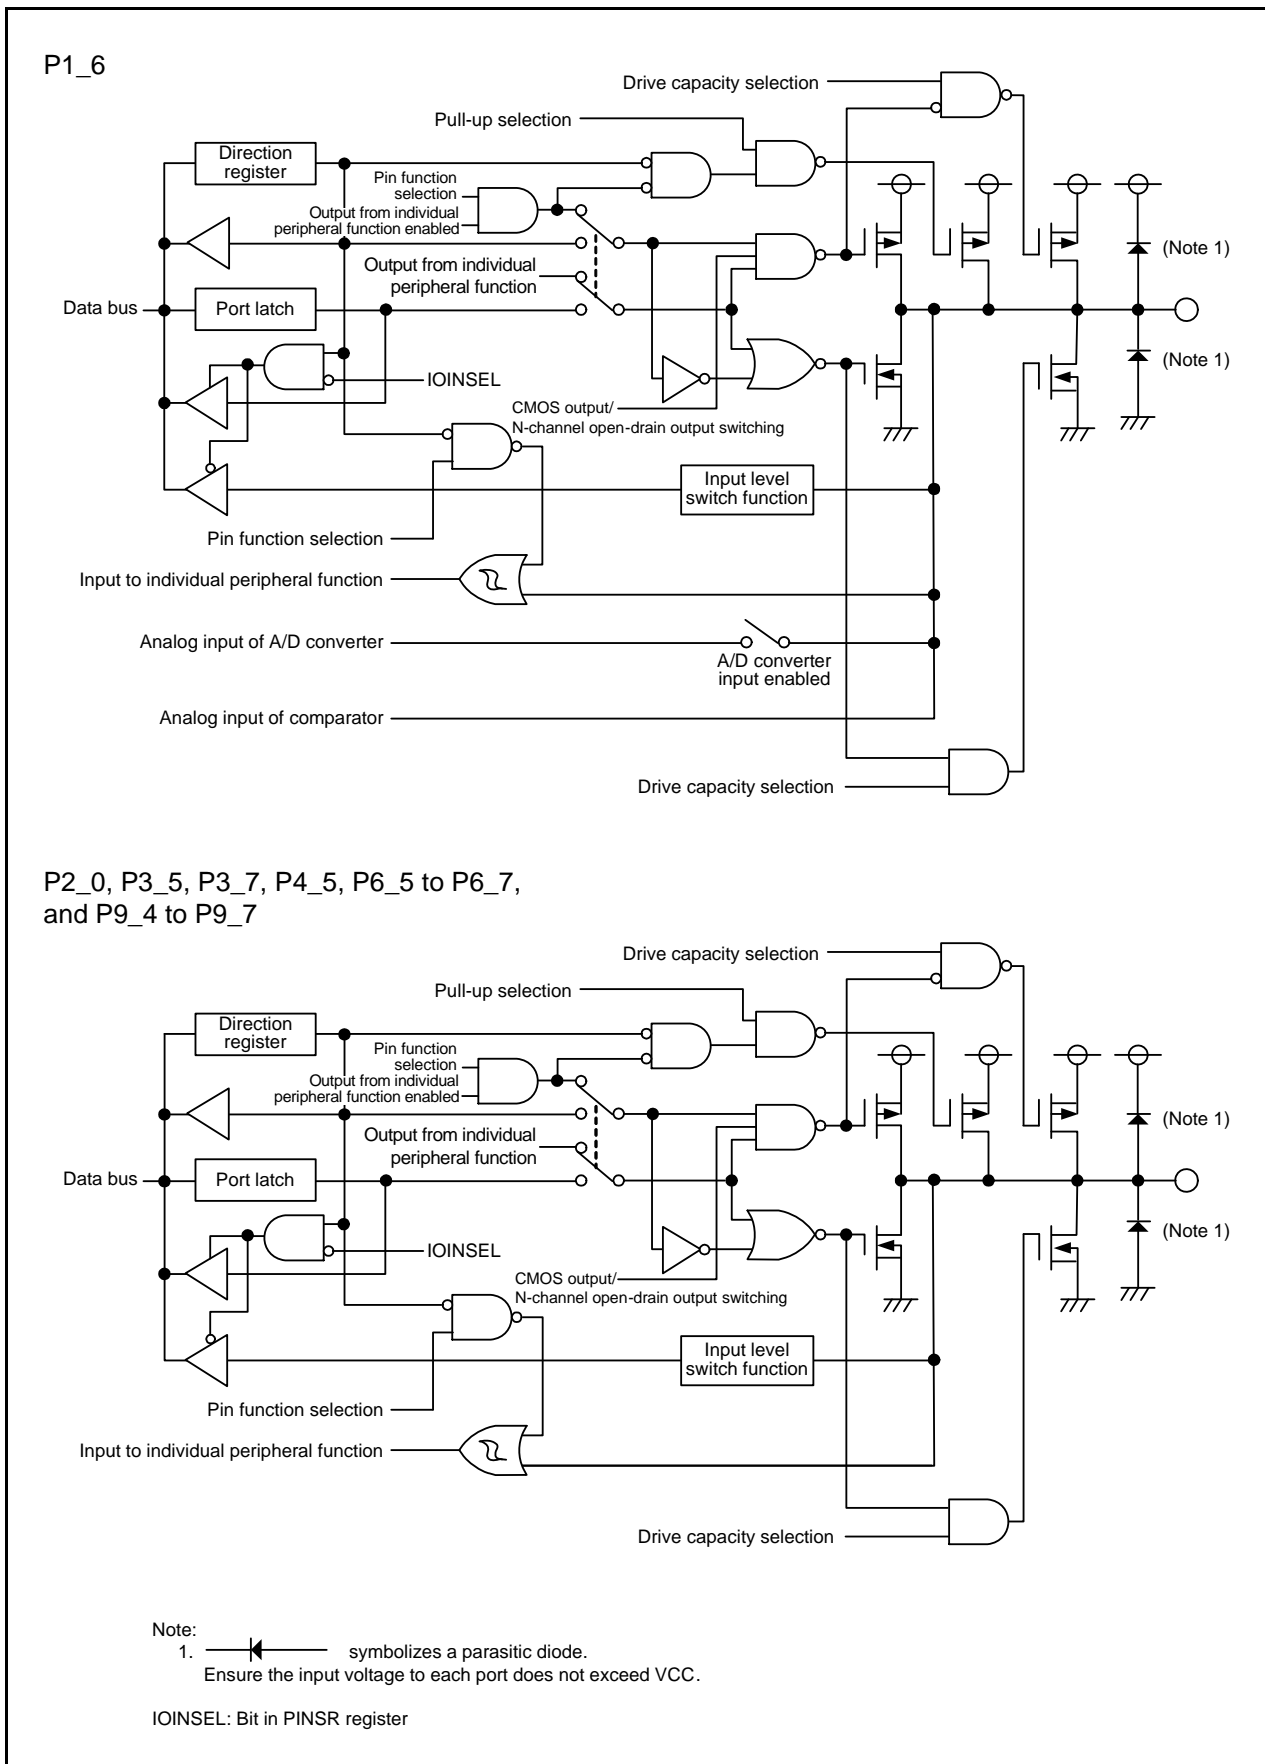 P1_6
Drive capacity selection
Pull-up selection
Direction
register
Pin function
selection
Output from individual
peripheral function enabled
(Note 1)
Output from individual
peripheral function
Data bus
Port latch
(Note 1)
IOINSEL
CMOS output/
N-channel open-drain output switching
Input level
switch function
Pin function selection
Input to individual peripheral function
Analog input of A/D converter
A/D converter
input enabled
Analog input of comparator
Drive capacity selection
P2_0, P3_5, P3_7, P4_5, P6_5 to P6_7,
and P9_4 to P9_7
Drive capacity selection
Pull-up selection
Direction
register
Pin function
selection
Output from individual
peripheral function enabled
(Note 1)
Output from individual
peripheral function
Data bus
Port latch
(Note 1)
IOINSEL
CMOS output/
N-channel open-drain output switching
Input level
switch function
Pin function selection
Input to individual peripheral function
Drive capacity selection
Note:
1. symbolizes a parasitic diode.
Ensure the input voltage to each port does not exceed VCC.
IOINSEL: Bit in PINSR register